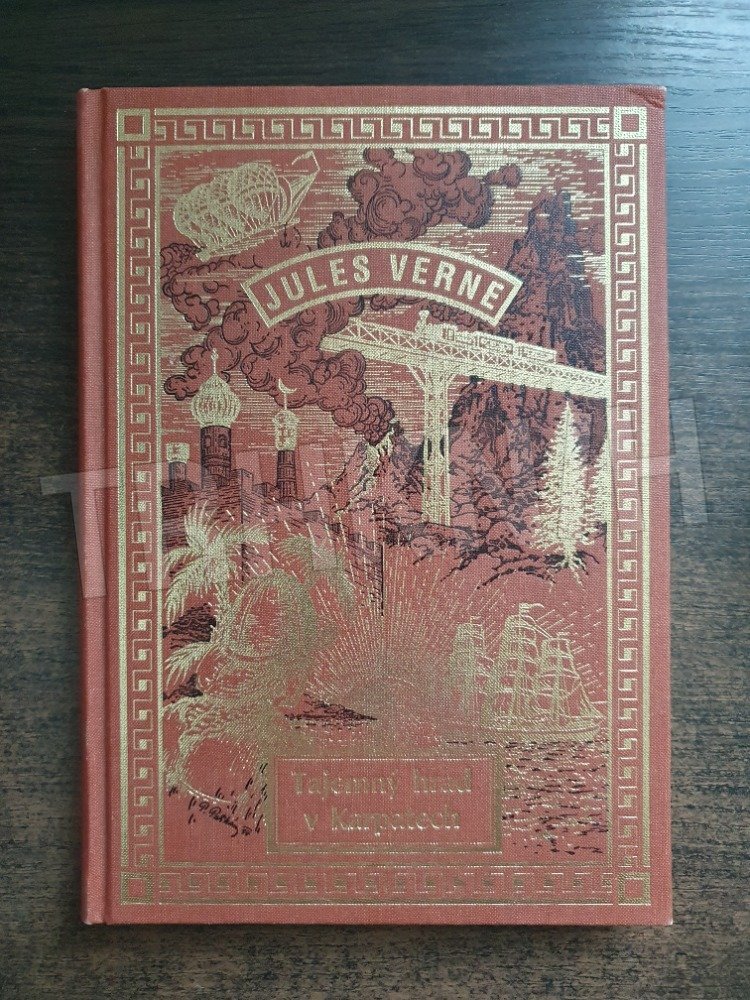 JULES VERNE
Tajemný hrad
v Karpatech